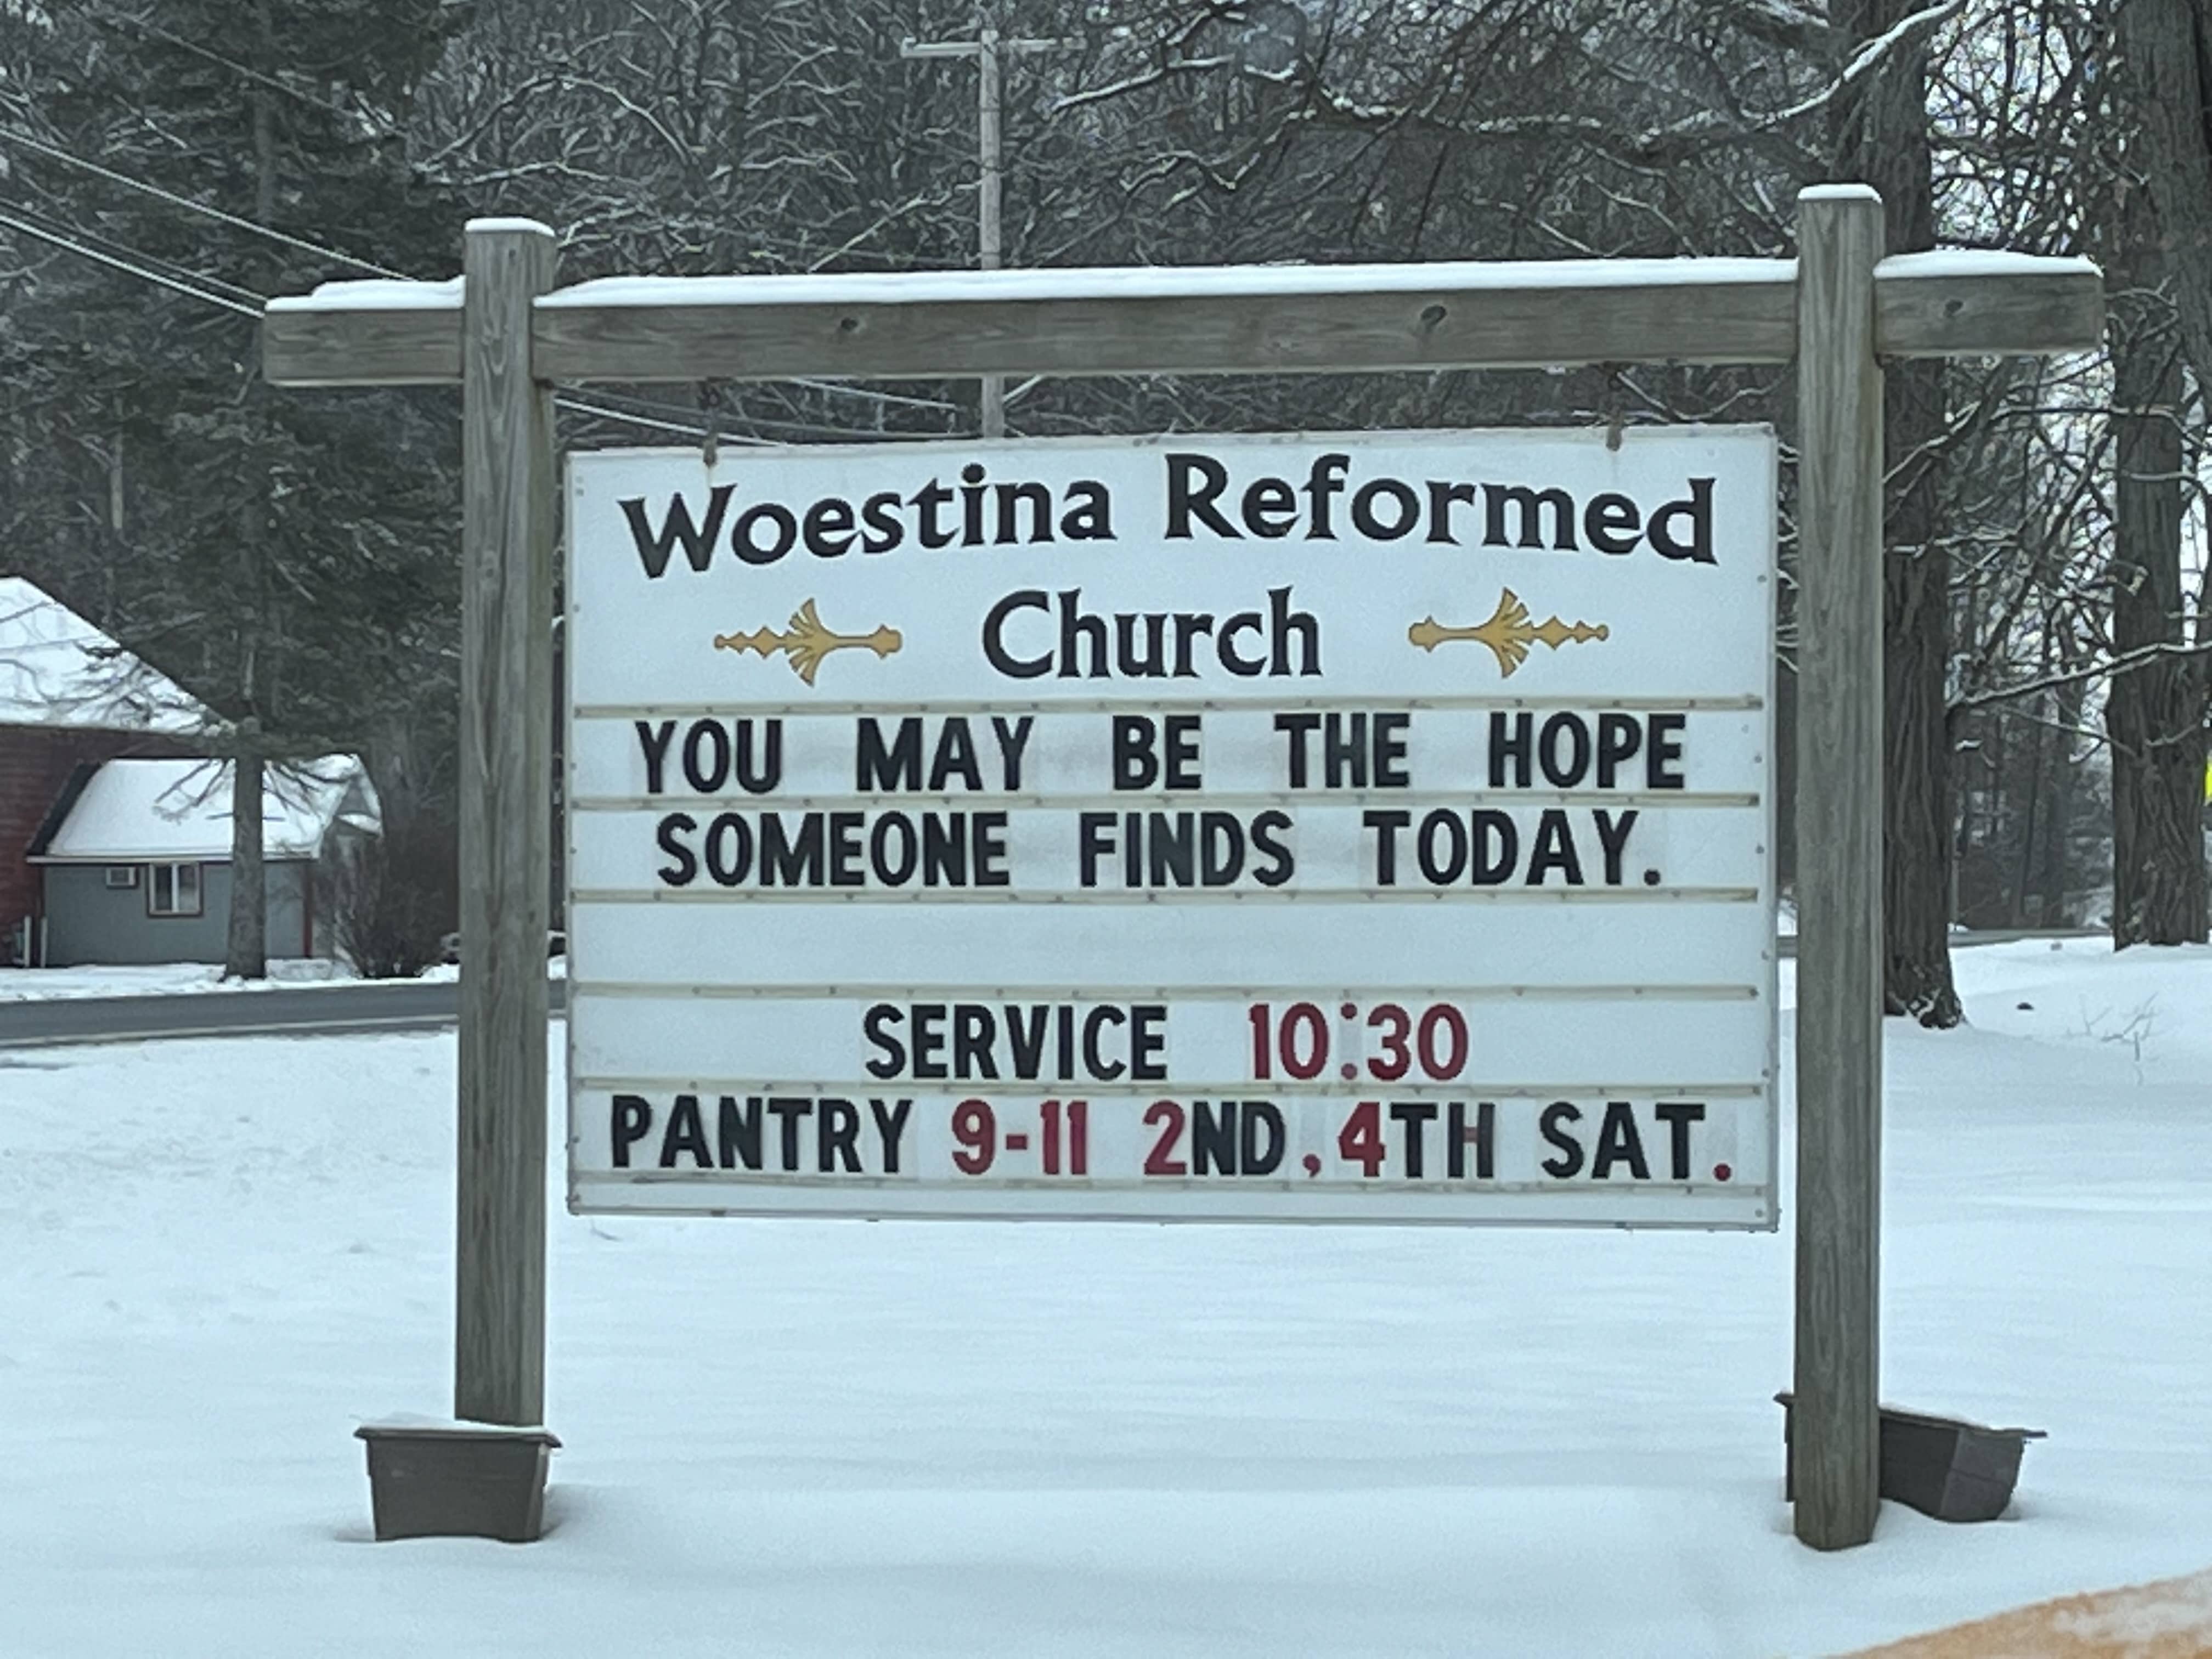 Woestina Reformed
Church
YOU MAY BE THE HOPE
SOMEONE FINDS TODAY.
SERVICE 10:30
PANTRY 9-11 2ND, 4TH SAT.